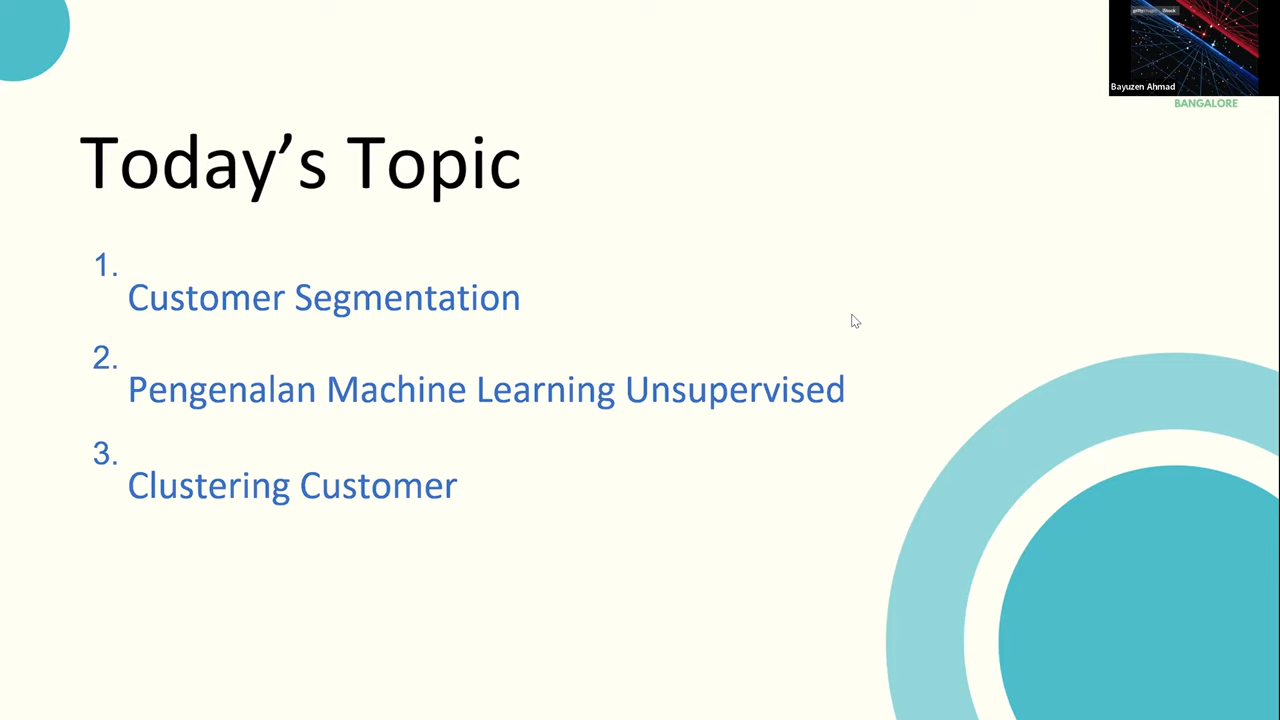 Bayuzen Ahmad
BANGALORE
Today’s Topic
1.
Customer Segmentation
2.
Pengenalan Machine Learning Unsupervised
3.
Clustering Customer